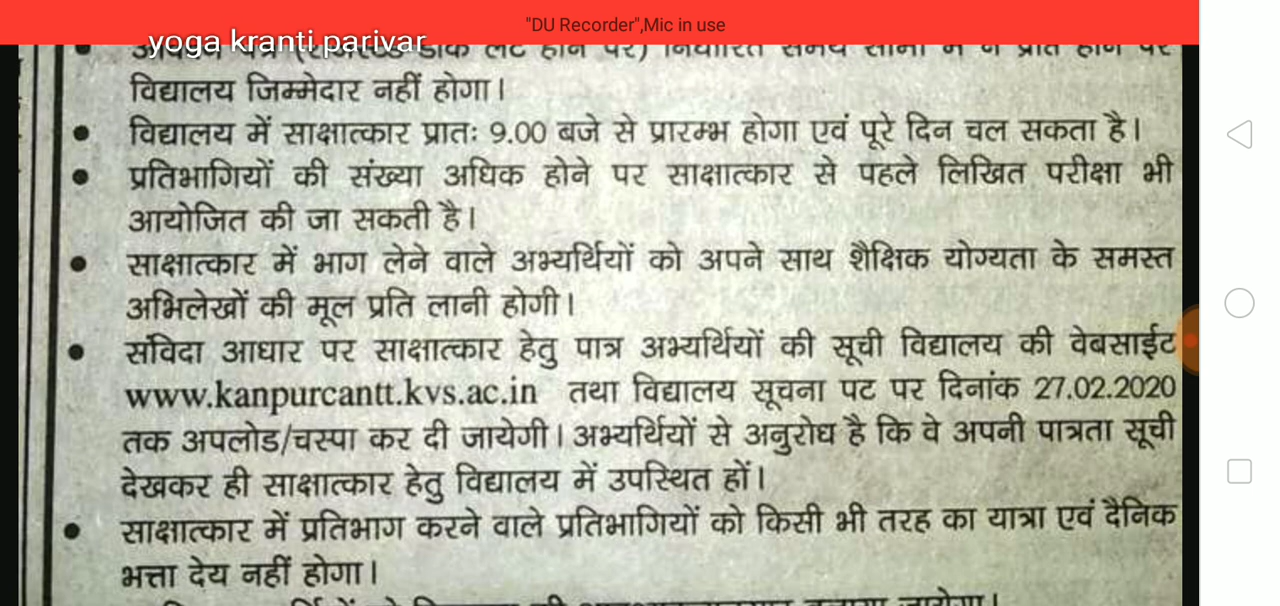 "DU Recorder",Mic in use
yoga kranti parivar
विद्यालय जिम्मेदार नहीं होगा।
• विद्यालय में साक्षात्कार प्रातः 9.00 बजे से प्रारम्भ होगा एवं पूरे दिन चल सकता है।
• प्रतिभागियों की संख्या अधिक होने पर साक्षात्कार से पहले लिखित परीक्षा भी
आयोजित की जा सकती है।
• साक्षात्कार में भाग लेने वाले अभ्यर्थियों को अपने साथ शैक्षिक योग्यता के समस्त
अभिलेखों की मूल प्रति लानी होगी।
• संविदा आधार पर साक्षात्कार हेतु पात्र अभ्यर्थियों की सूची विद्यालय की वेबसाईट
www.kanpurcantt.kvs.ac.in तथा विद्यालय सूचना पट पर दिनांक 27.02.2020
तक अपलोड/चस्पा कर दी जायेगी। अभ्यर्थियों से अनुरोध है कि वे अपनी पात्रता सूची
देखकर ही साक्षात्कार हेतु विद्यालय में उपस्थित हों।
• साक्षात्कार में प्रतिभाग करने वाले प्रतिभागियों को किसी भी तरह का यात्रा एवं दैनिक
भत्ता देय नहीं होगा।